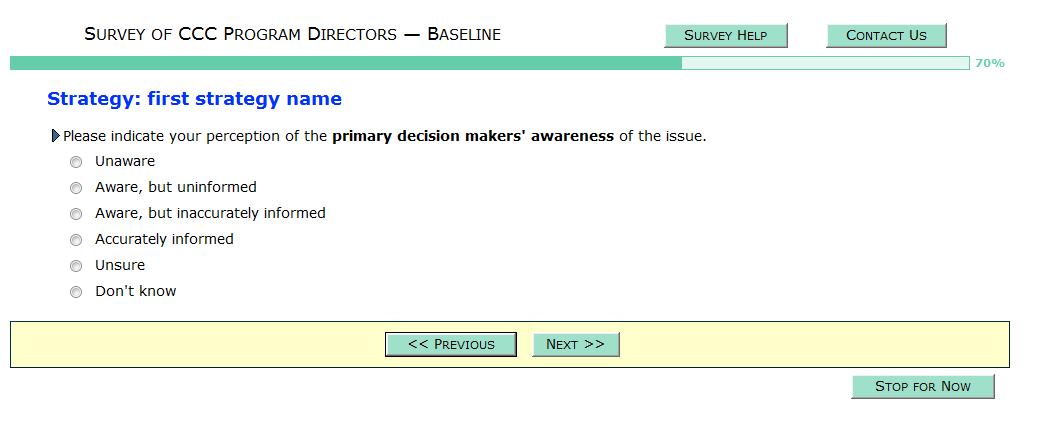 Survey of CCC Program Directors — Baseline
Survey Help
Contact Us
70%
Strategy: first strategy name
Please indicate your perception of the primary decision makers' awareness of the issue.
Unaware
Aware, but uninformed
Aware, but inaccurately informed
Accurately informed
Unsure
Don't know
<< Previous
Next >>
Stop for Now